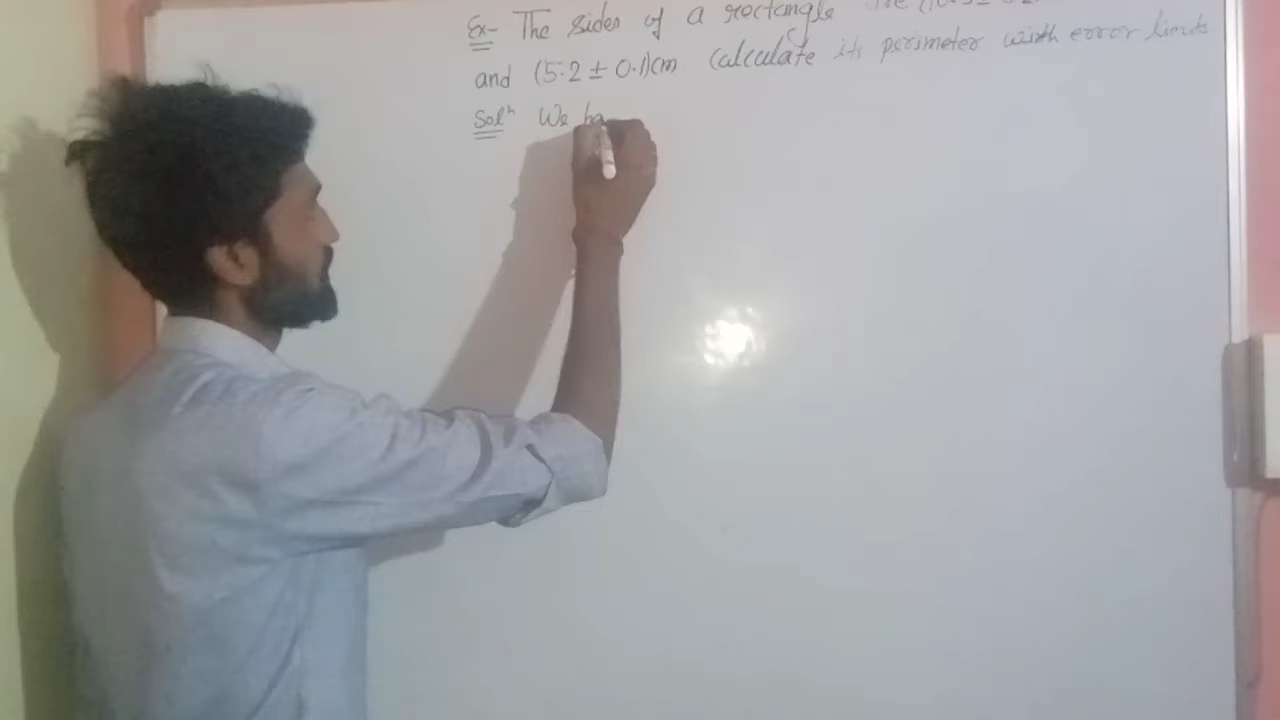 Ex- The sides of a rectangle
and (5.2 ± 0.1)cm Calculate its perimeter with error limits
Solⁿ We ha